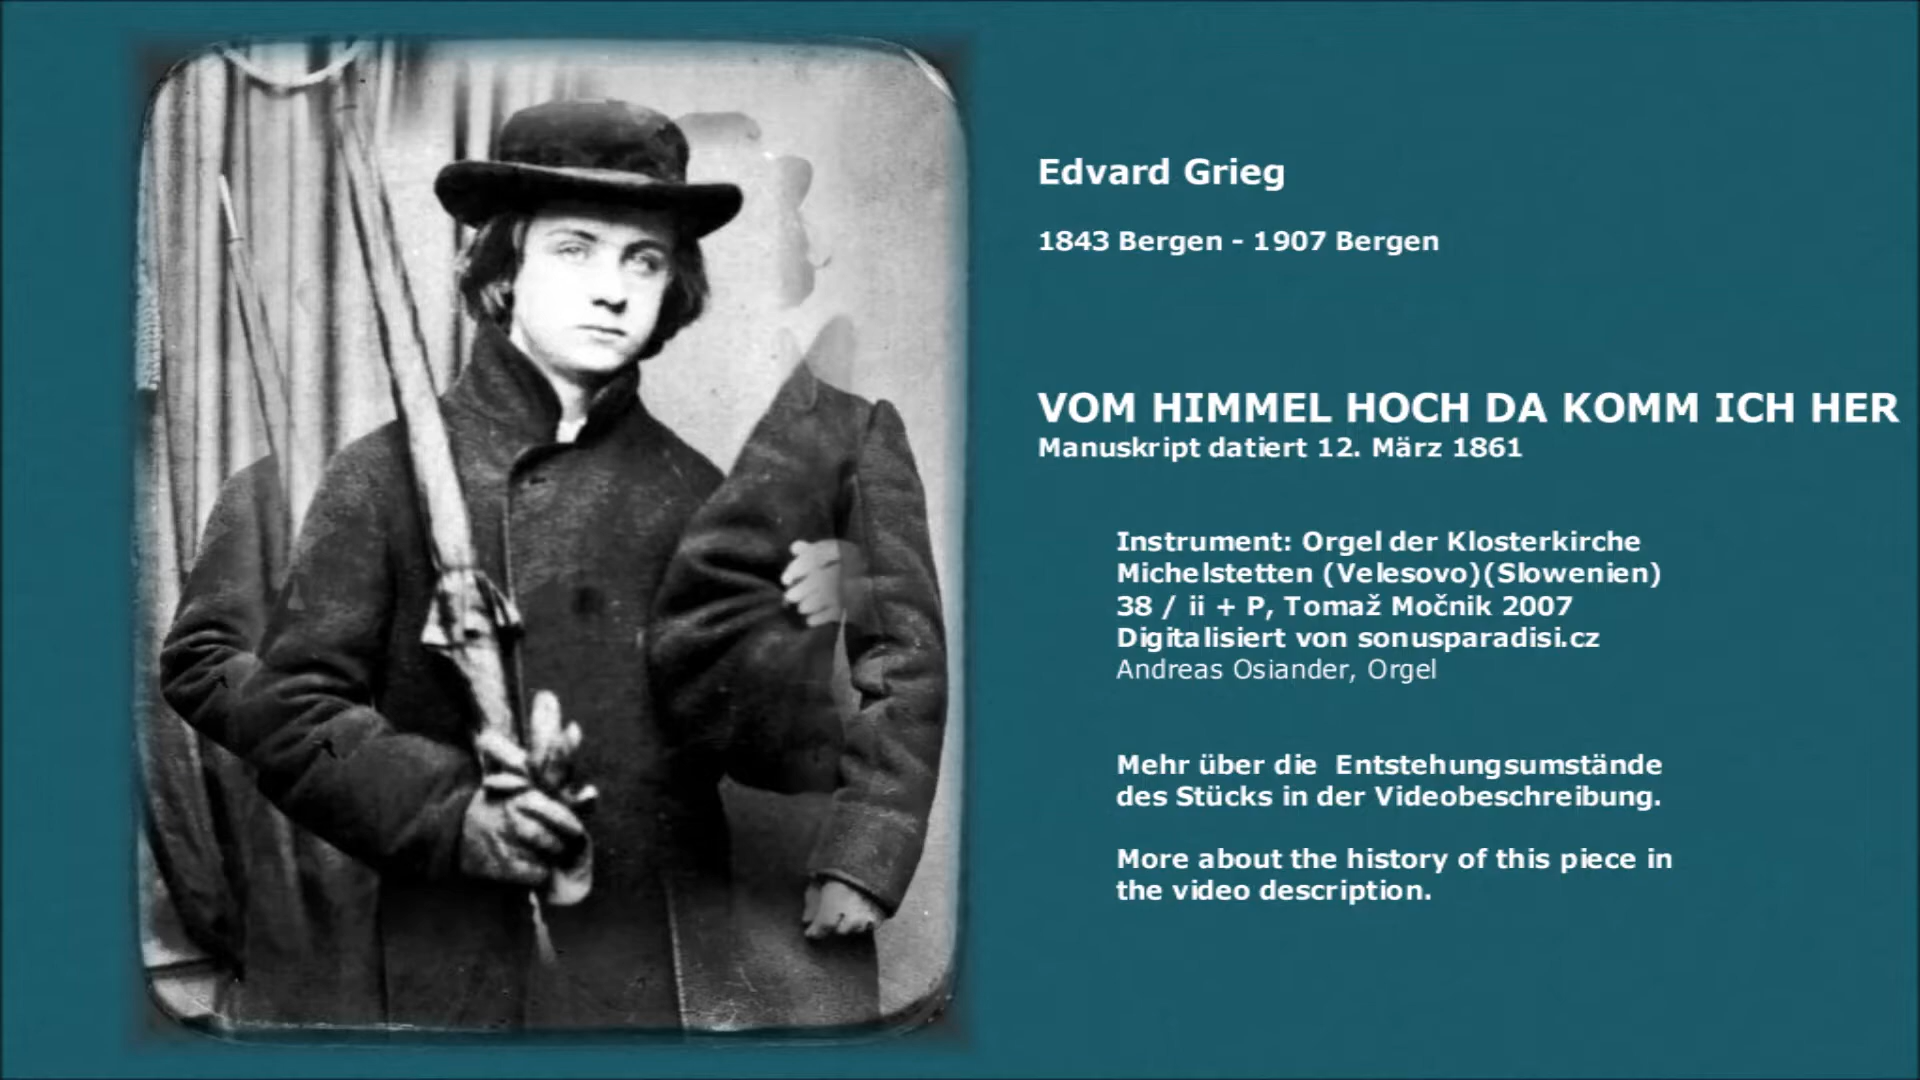 Edvard Grieg
1843 Bergen - 1907 Bergen
VOM HIMMEL HOCH DA KOMM ICH HER
Manuskript datiert 12. März 1861
Instrument: Orgel der Klosterkirche
Michelstetten (Velesovo)(Slowenien)
38 / ii + P, Tomaž Močnik 2007
Digitalisiert von sonusparadisi.cz
Andreas Osiander, Orgel
Mehr über die Entstehungsumstände
des Stücks in der Videobeschreibung.
More about the history of this piece in
the video description.